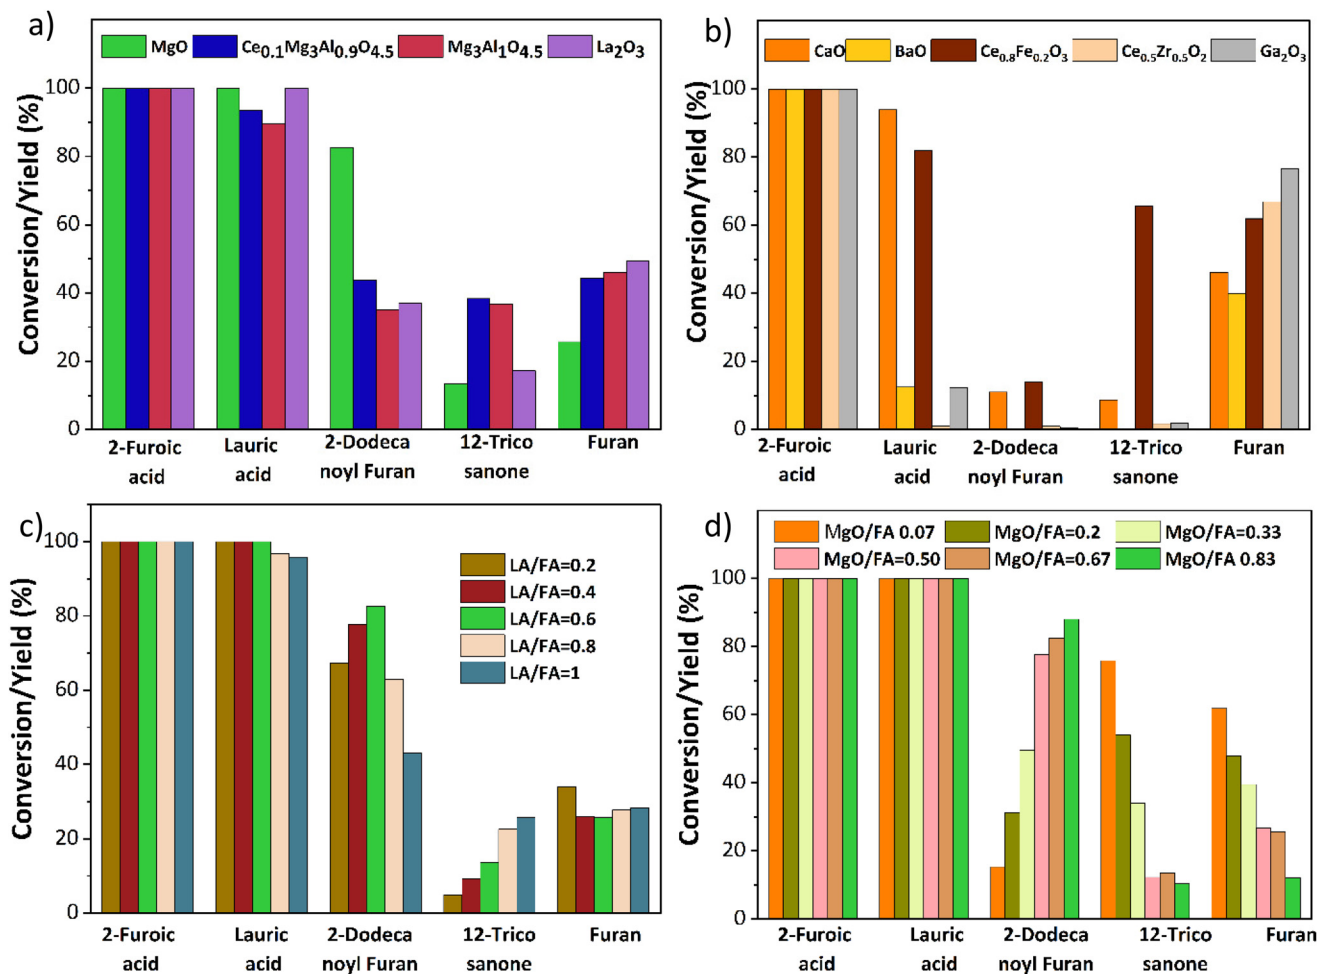 a)
MgO Ce0.1Mg3Al0.9O4.5 Mg3Al1O4.5 La2O3
Conversion/Yield (%)
100
80
60
40
20
0
2-Furoic acid
Lauric acid
2-Dodeca noyl Furan
12-Trico sanone
Furan
b)
CaO BaO Ce0.8Fe0.2O3 Ce0.5Zr0.5O2 Ga2O3
Conversion/Yield (%)
100
80
60
40
20
0
2-Furoic acid
Lauric acid
2-Dodeca noyl Furan
12-Trico sanone
Furan
c)
LA/FA=0.2
LA/FA=0.4
LA/FA=0.6
LA/FA=0.8
LA/FA=1
Conversion/Yield (%)
100
80
60
40
20
0
2-Furoic acid
Lauric acid
2-Dodeca noyl Furan
12-Trico sanone
Furan
d)
MgO/FA 0.07 MgO/FA=0.2 MgO/FA=0.33
MgO/FA=0.50 MgO/FA=0.67 MgO/FA 0.83
Conversion/Yield (%)
100
80
60
40
20
0
2-Furoic acid
Lauric acid
2-Dodeca noyl Furan
12-Trico sanone
Furan